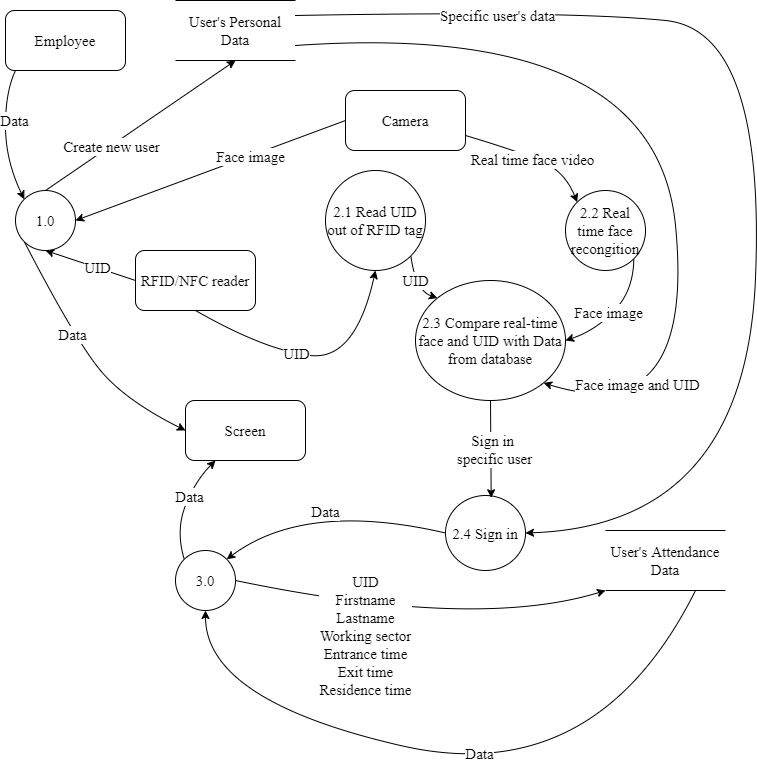 Employee
User's Personal
Data
Specific user's data
Data
Camera
Create new user
Face image
Real time face video
1.0
2.1 Read UID
out of RFID tag
2.2 Real
time face
recongition
UID
RFID/NFC reader
UID
Face image
2.3 Compare real-time
face and UID with Data
from database
Data
UID
Face image and UID
Screen
Sign in
specific user
Data
Data
2.4 Sign in
User's Attendance
Data
3.0
UID
Firstname
Lastname
Working sector
Entrance time
Exit time
Residence time
Data